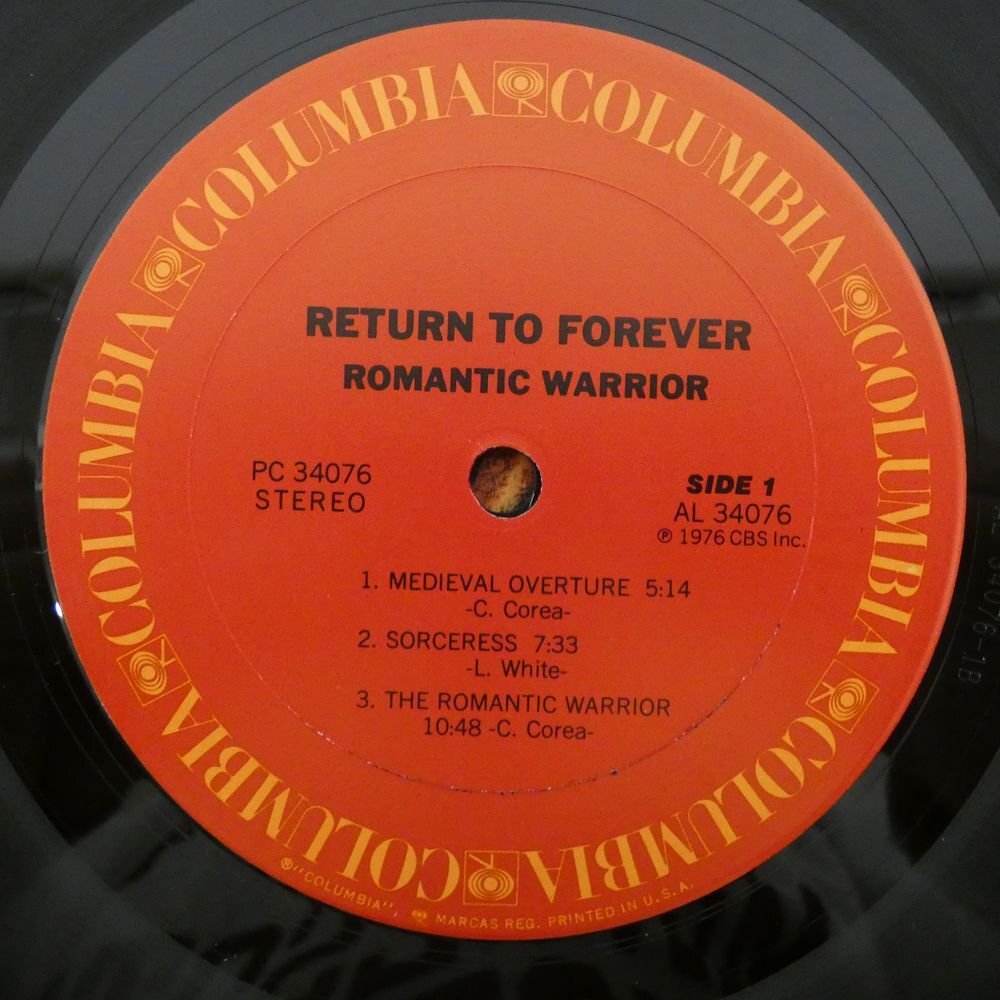 COLUMBIA COLUMBIA COLUMBIA COLUMBIA COLUMBIA COLUMBIA
RETURN TO FOREVER
ROMANTIC WARRIOR
PC 34076
STEREO
SIDE 1
AL 34076
℗ 1976 CBS Inc.
1. MEDIEVAL OVERTURE 5:14
-C. Corea-
2. SORCERESS 7:33
-L. White-
3. THE ROMANTIC WARRIOR
10:48 -C. Corea-
®"COLUMBIA", MARCAS REG. PRINTED IN U.S.A.
34076-1B